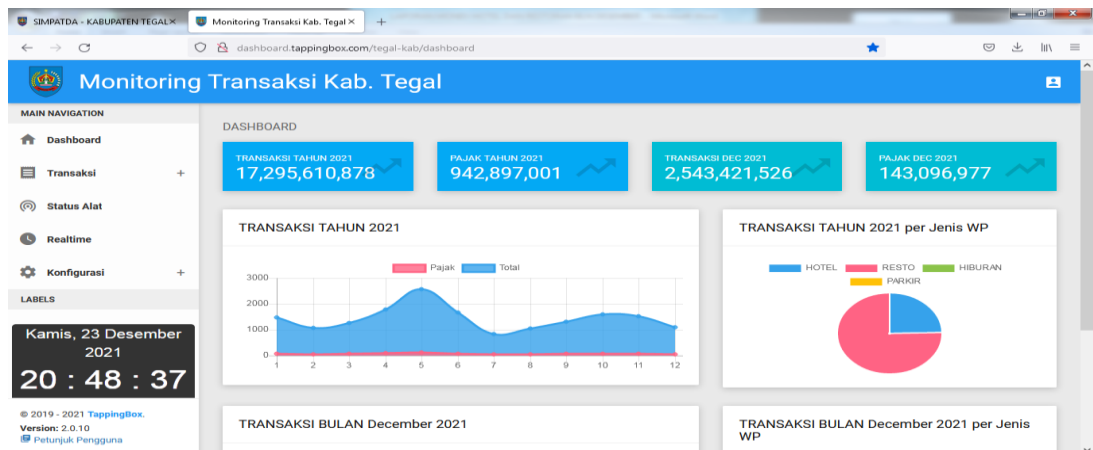 SIMPATDA - KABUPATEN TEGAL
Monitoring Transaksi Kab. Tegal
dashboard.tappingbox.com/tegal-kab/dashboard
Monitoring Transaksi Kab. Tegal
MAIN NAVIGATION
Dashboard
Transaksi +
Status Alat
Realtime
Konfigurasi +
LABELS
Kamis, 23 Desember
2021
20 : 48 : 37
© 2019 - 2021 TappingBox.
Version: 2.0.10
Petunjuk Pengguna
DASHBOARD
TRANSAKSI TAHUN 2021
17,295,610,878
PAJAK TAHUN 2021
942,897,001
TRANSAKSI DEC 2021
2,543,421,526
PAJAK DEC 2021
143,096,977
TRANSAKSI TAHUN 2021
Pajak Total
3000
2000
1000
0
1 2 3 4 5 6 7 8 9 10 11 12
TRANSAKSI TAHUN 2021 per Jenis WP
HOTEL RESTO HIBURAN
PARKIR
TRANSAKSI BULAN December 2021
TRANSAKSI BULAN December 2021 per Jenis
WP